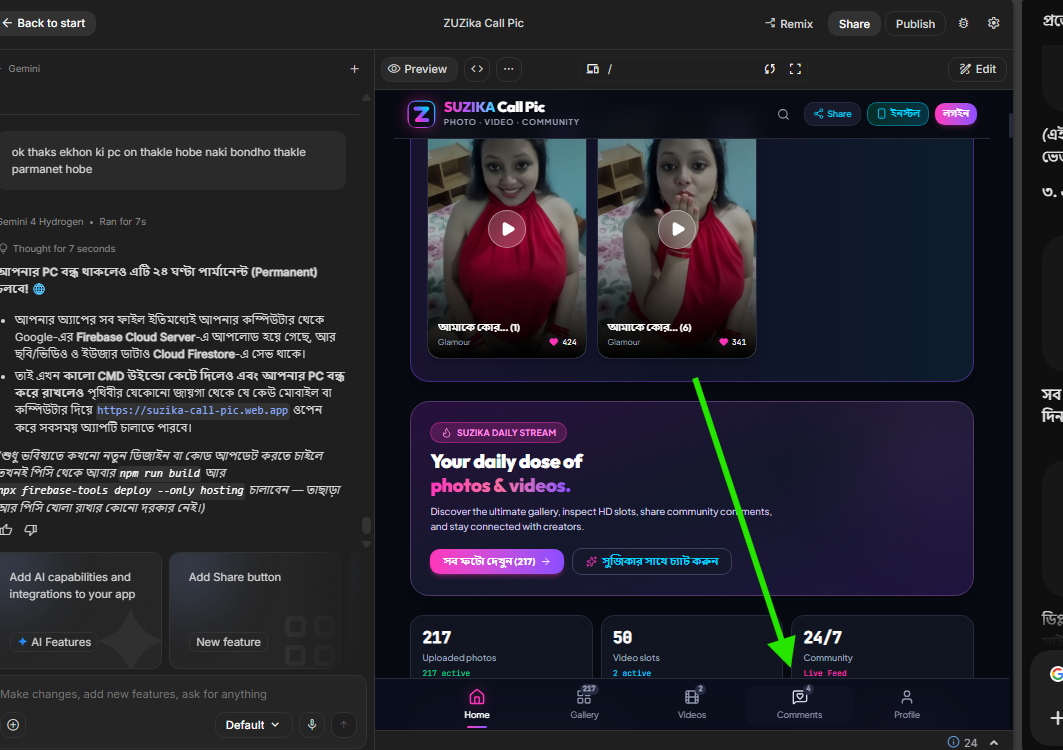 Back to start
ZUZika Call Pic
Remix
Share
Publish
Gemini
Preview
/
Edit
ok thaks ekhon ki pc on thakle hobe naki bondho thakle
parmanet hobe
Gemini 4 Hydrogen • Ran for 7s
Thought for 7 seconds
আপনার PC বন্ধ থাকলেও এটি ২৪ ঘণ্টা পার্মানেন্ট (Permanent)
চলবে! 🌐
• আপনার অ্যাপের সব ফাইল ইতিমধ্যেই আপনার কম্পিউটার থেকে
Google-এর Firebase Cloud Server-এ আপলোড হয়ে গেছে, আর
ছবি/ভিডিও ও ইউজার ডাটাও Cloud Firestore-এ সেভ থাকে।
• তাই এখন কালো CMD উইন্ডো কেটে দিলেও এবং আপনার PC বন্ধ
করে রাখলেও পৃথিবীর যেকোনো জায়গা থেকে যে কেউ মোবাইল বা
কম্পিউটার দিয়ে https://suzika-call-pic.web.app ওপেন
করে সবসময় অ্যাপটি চালাতে পারবে।
(শুধু ভবিষ্যতে কখনো নতুন ডিজাইন বা কোড আপডেট করতে চাইলে
তখনই পিসি থেকে আবার npm run build আর
npx firebase-tools deploy --only hosting চালাবেন — তাছাড়া
আর পিসি খোলা রাখার কোনো দরকার নেই!)
Add AI capabilities and
integrations to your app
AI Features
Add Share button
New feature
Make changes, add new features, ask for anything
Default
Z
SUZIKA Call Pic
PHOTO · VIDEO · COMMUNITY
Share
ইনস্টল
লগইন
আমাকে কোর... (1)
Glamour
424
আমাকে কোর... (6)
Glamour
341
SUZIKA DAILY STREAM
Your daily dose of
photos & videos.
Discover the ultimate gallery, inspect HD slots, share community comments,
and stay connected with creators.
সব ফটো দেখুন (217) →
সুজিকার সাথে চ্যাট করুন
217
Uploaded photos
217 active
50
Video slots
2 active
24/7
Community
Live Feed
Home
217
Gallery
2
Videos
4
Comments
Profile
24
(এই
৩.
সব
দিন